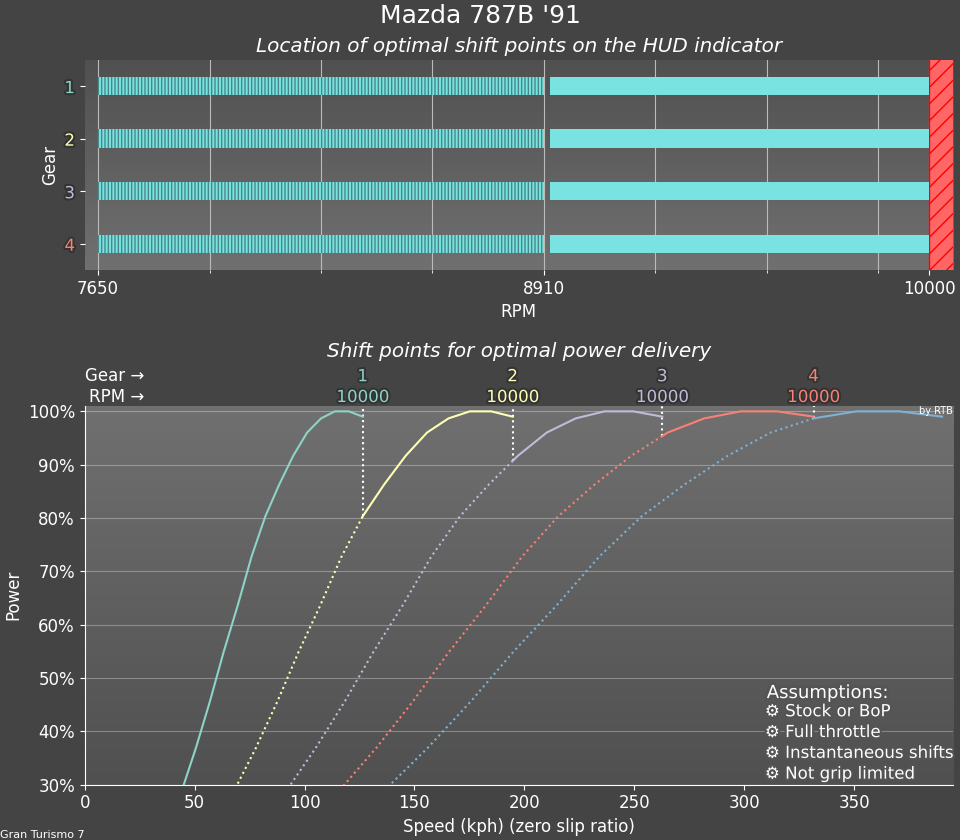 Mazda 787B '91
Location of optimal shift points on the HUD indicator
Gear
1
2
3
4
7650 8910 10000
RPM
Shift points for optimal power delivery
Gear → 1 2 3 4
RPM → 10000 10000 10000 10000
by RTB
Power
100%
90%
80%
70%
60%
50%
40%
30%
Assumptions:
⚙ Stock or BoP
⚙ Full throttle
⚙ Instantaneous shifts
⚙ Not grip limited
0 50 100 150 200 250 300 350
Speed (kph) (zero slip ratio)
Gran Turismo 7